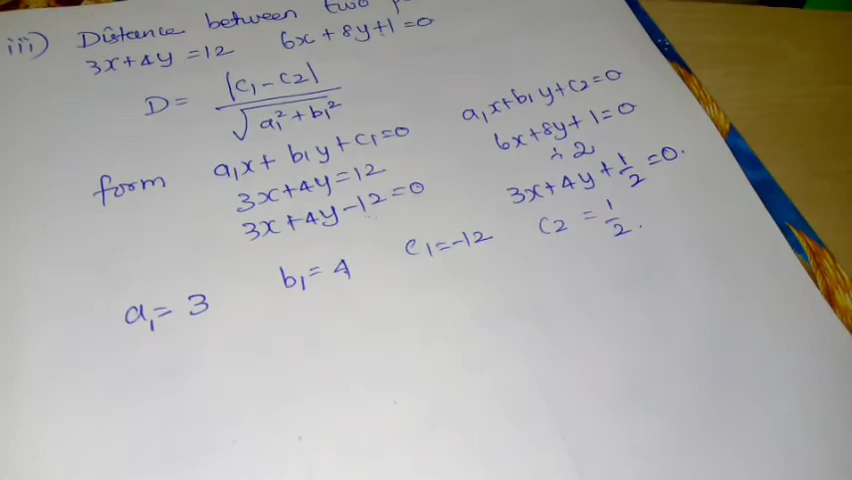 iii) Distance between two
3x+4y=12 6x+8y+1=0
D= |c1-c2| / √a1²+b1²
form a1x+b1y+c1=0 a1x+b1y+c2=0
3x+4y=12 6x+8y+1=0
÷2
3x+4y-12=0 3x+4y+1/2=0.
a1=3 b1=4 c1=-12 c2=1/2.